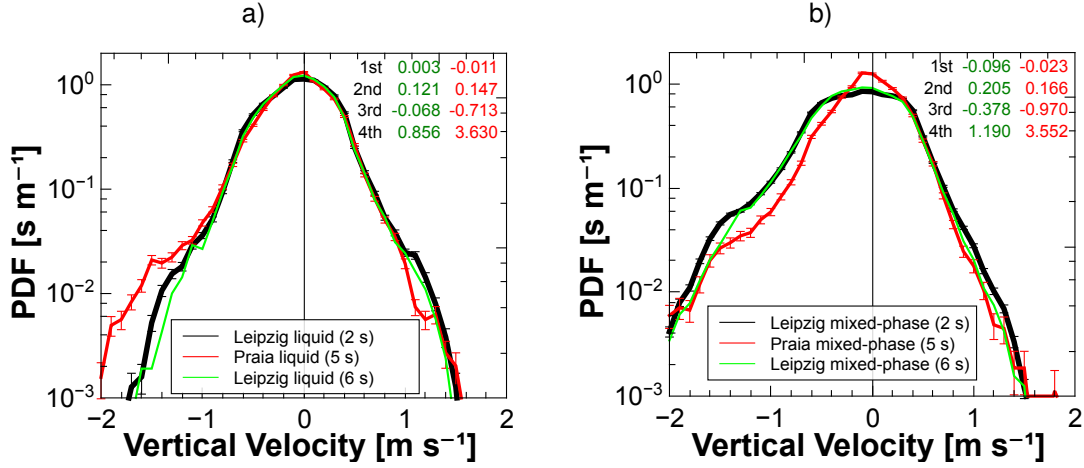 a)
1st 0.003 -0.011
2nd 0.121 0.147
3rd -0.068 -0.713
4th 0.856 3.630
10⁰
10⁻¹
10⁻²
10⁻³
PDF [s m⁻¹]
Leipzig liquid (2 s)
Praia liquid (5 s)
Leipzig liquid (6 s)
−2 −1 0 1 2
Vertical Velocity [m s⁻¹]
b)
1st -0.096 -0.023
2nd 0.205 0.166
3rd -0.378 -0.970
4th 1.190 3.552
10⁰
10⁻¹
10⁻²
10⁻³
PDF [s m⁻¹]
Leipzig mixed-phase (2 s)
Praia mixed-phase (5 s)
Leipzig mixed-phase (6 s)
−2 −1 0 1 2
Vertical Velocity [m s⁻¹]